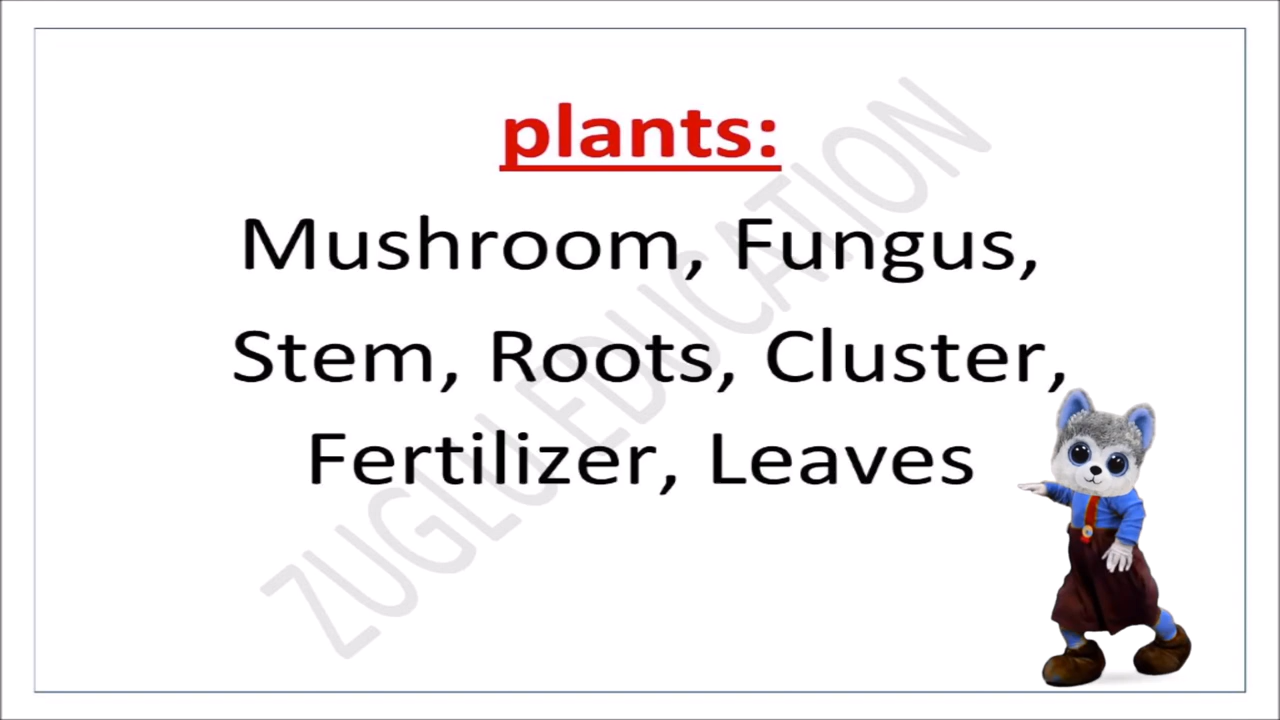 plants:
Mushroom, Fungus,
Stem, Roots, Cluster,
Fertilizer, Leaves
ZUGLU EDUCATION